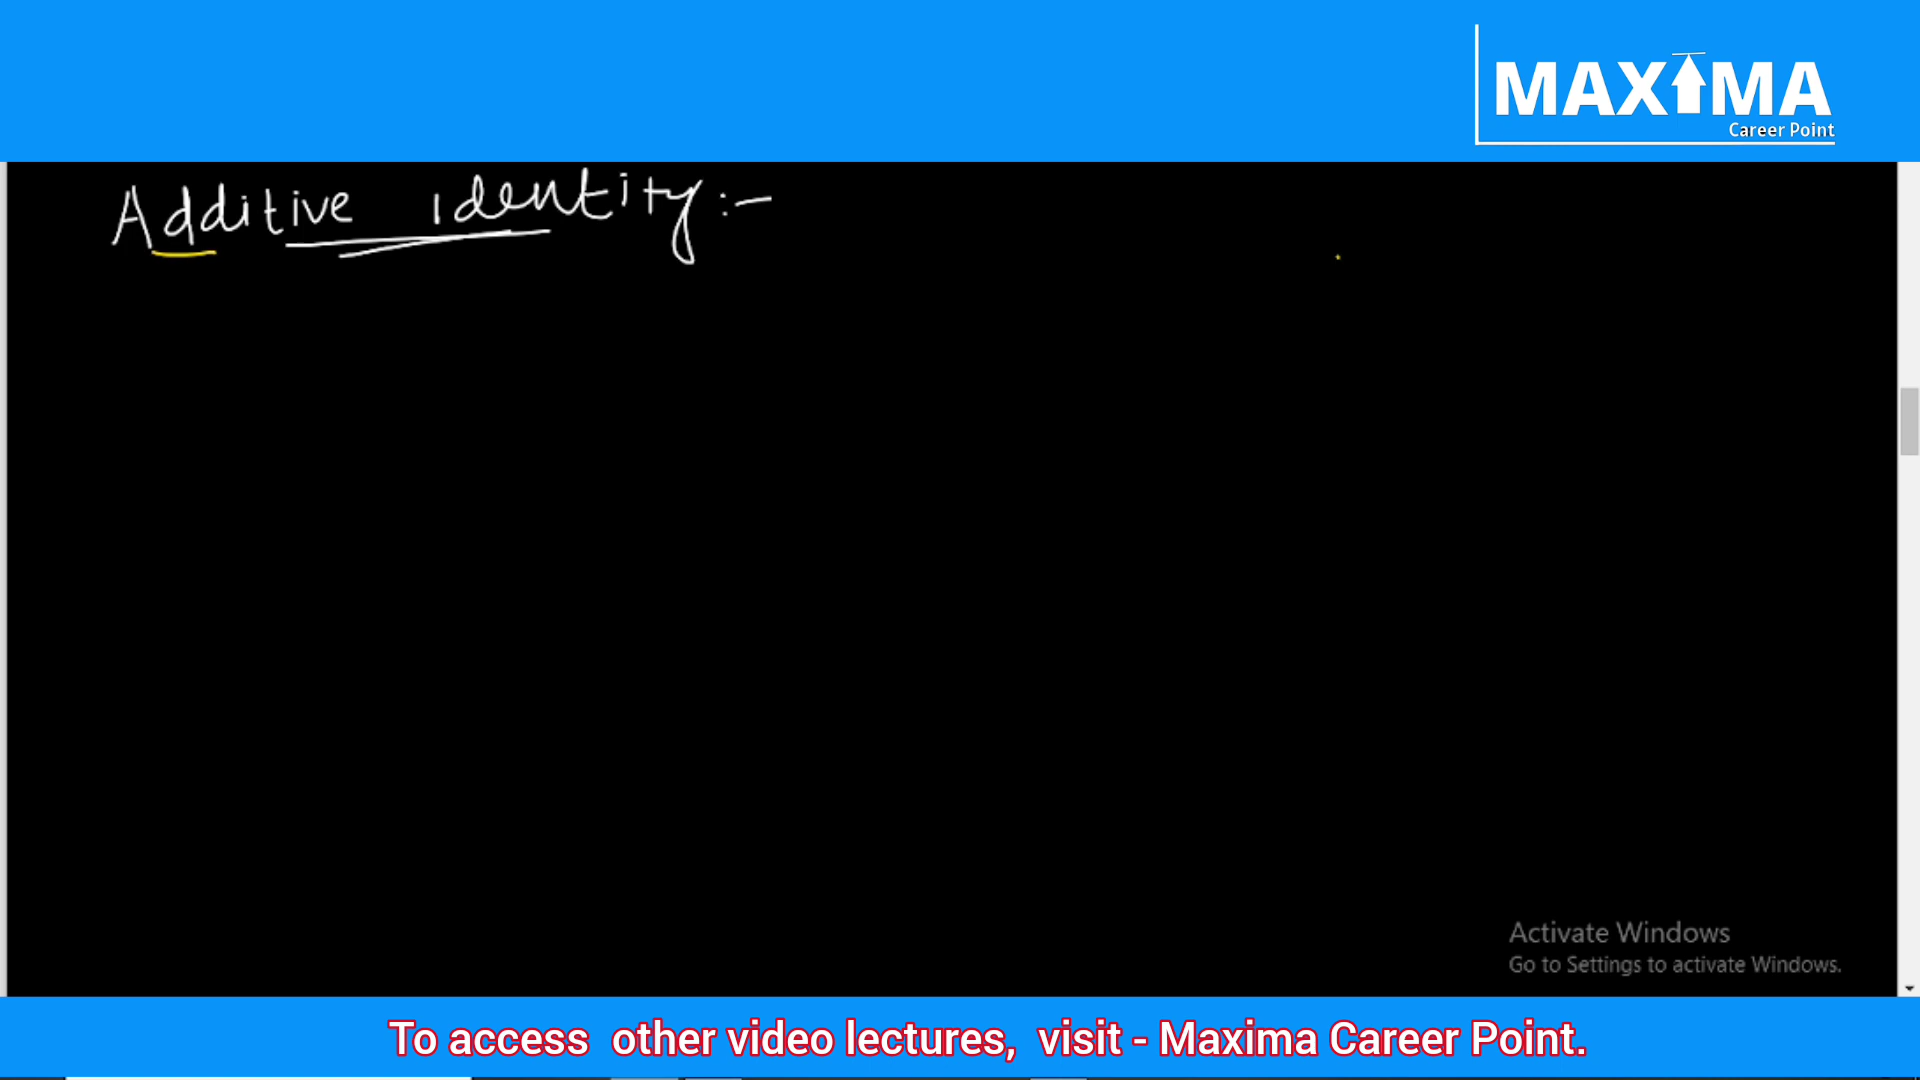 MAXIMA
Career Point
Additive identity:-
Activate Windows
Go to Settings to activate Windows.
To access other video lectures, visit - Maxima Career Point.